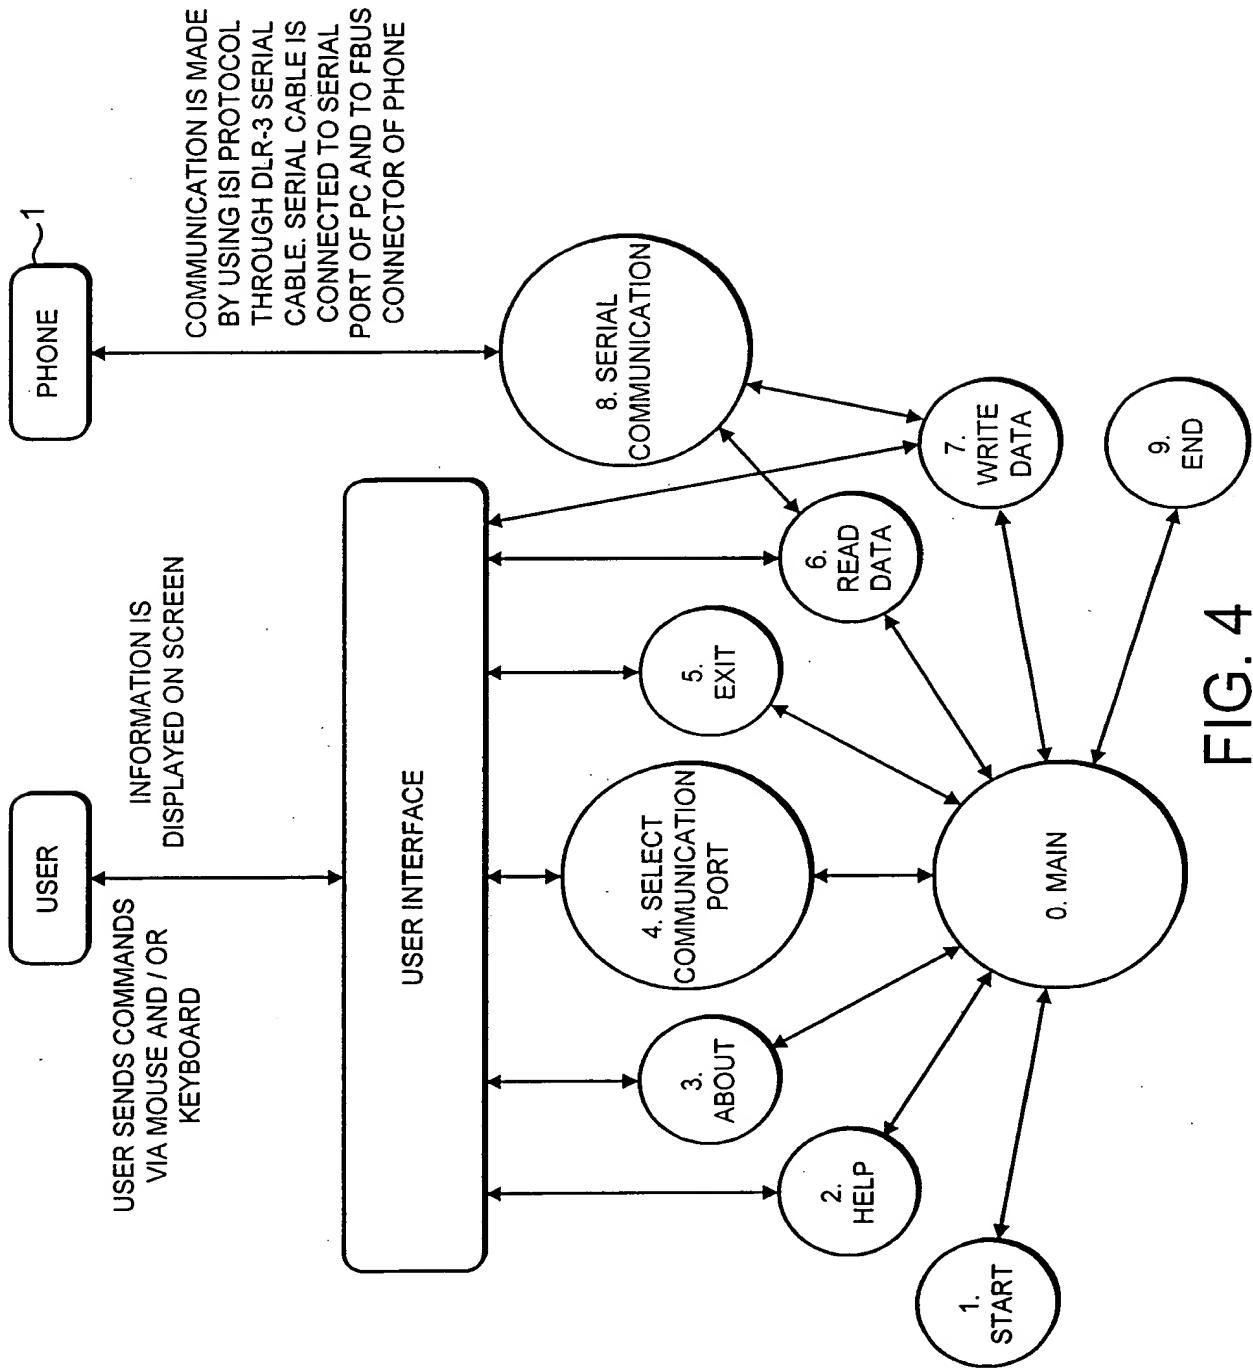 USER
PHONE
1
USER SENDS COMMANDS
VIA MOUSE AND / OR
KEYBOARD
INFORMATION IS
DISPLAYED ON SCREEN
COMMUNICATION IS MADE
BY USING ISI PROTOCOL
THROUGH DLR-3 SERIAL
CABLE. SERIAL CABLE IS
CONNECTED TO SERIAL
PORT OF PC AND TO FBUS
CONNECTOR OF PHONE
USER INTERFACE
1.
START
2.
HELP
3.
ABOUT
4. SELECT
COMMUNICATION
PORT
5.
EXIT
6.
READ
DATA
7.
WRITE
DATA
8. SERIAL
COMMUNICATION
9.
END
0. MAIN
FIG. 4